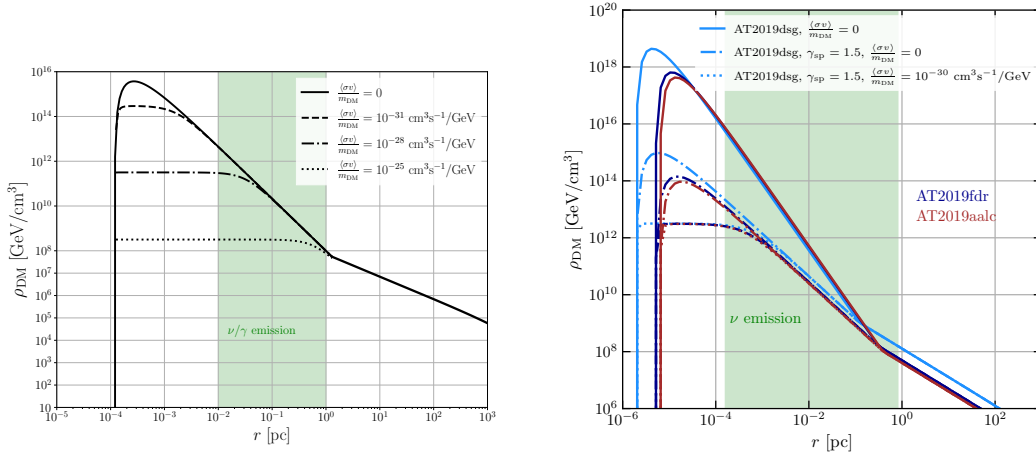 10^16
10^14
10^12
10^10
10^8
10^7
10^6
10^5
10^4
10^3
10^2
10
ρ_DM [GeV/cm^3]
⟨σv⟩/m_DM = 0
⟨σv⟩/m_DM = 10^−31 cm^3s^−1/GeV
⟨σv⟩/m_DM = 10^−28 cm^3s^−1/GeV
⟨σv⟩/m_DM = 10^−25 cm^3s^−1/GeV
ν/γ emission
10^−5 10^−4 10^−3 10^−2 10^−1 10^0 10^1 10^2 10^3
r [pc]
10^20
10^18
10^16
10^14
10^12
10^10
10^8
10^6
ρ_DM [GeV/cm^3]
AT2019dsg, ⟨σv⟩/m_DM = 0
AT2019dsg, γ_sp = 1.5, ⟨σv⟩/m_DM = 0
AT2019dsg, γ_sp = 1.5, ⟨σv⟩/m_DM = 10^−30 cm^3s^−1/GeV
AT2019fdr
AT2019aalc
ν emission
10^−6 10^−4 10^−2 10^0 10^2
r [pc]